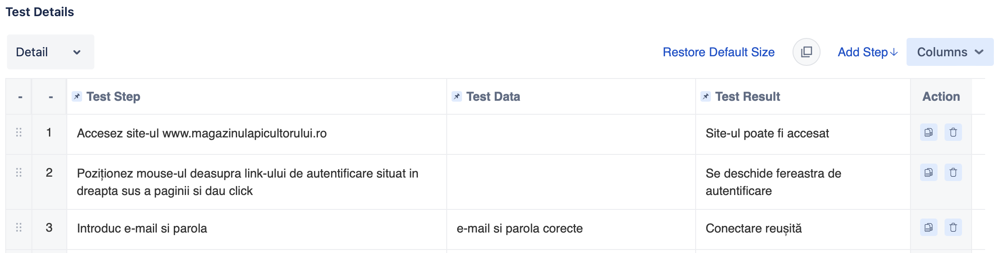 Test Details
Detail
Restore Default Size
Add Step↓
Columns
- - Test Step Test Data Test Result Action
1 Accesez site-ul www.magazinulapicultorului.ro Site-ul poate fi accesat
2 Poziționez mouse-ul deasupra link-ului de autentificare situat in
dreapta sus a paginii si dau click
Se deschide fereastra de
autentificare
3 Introduc e-mail si parola e-mail si parola corecte Conectare reușită